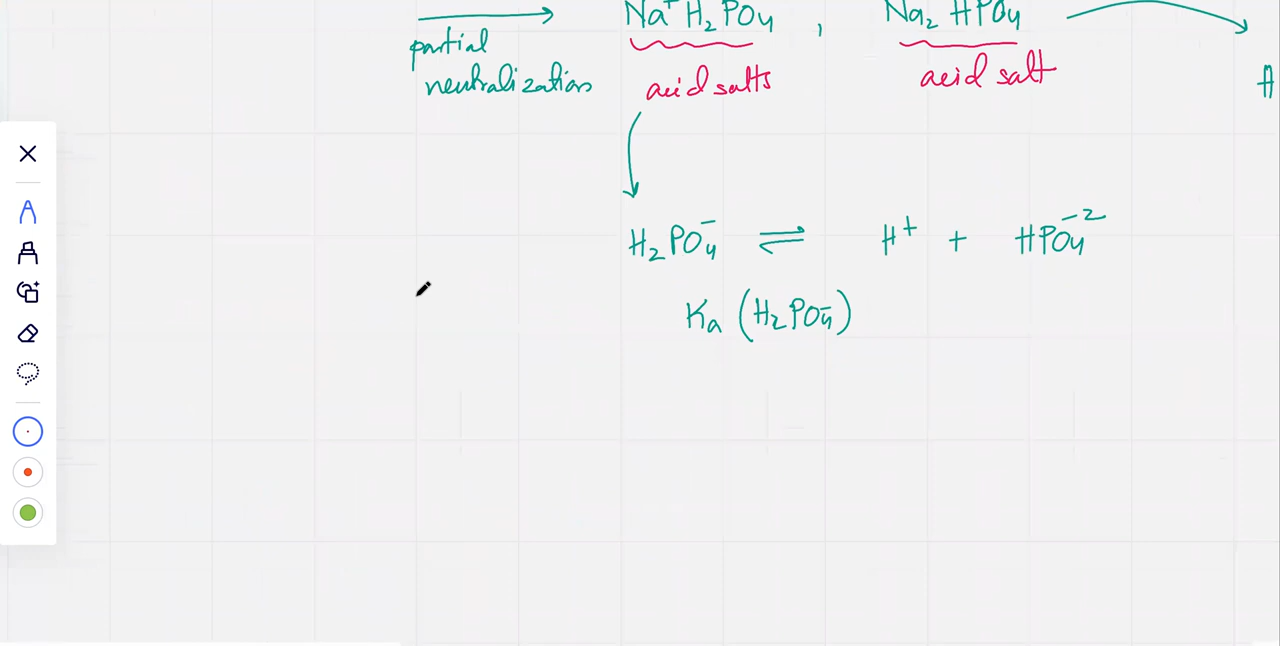 Na⁺H₂PO₄ , Na₂HPO₄
partial
neutralization
acid salts
acid salt
A
H₂PO₄⁻ ⇌ H⁺ + HPO₄⁻²
Ka (H₂PO₄⁻)